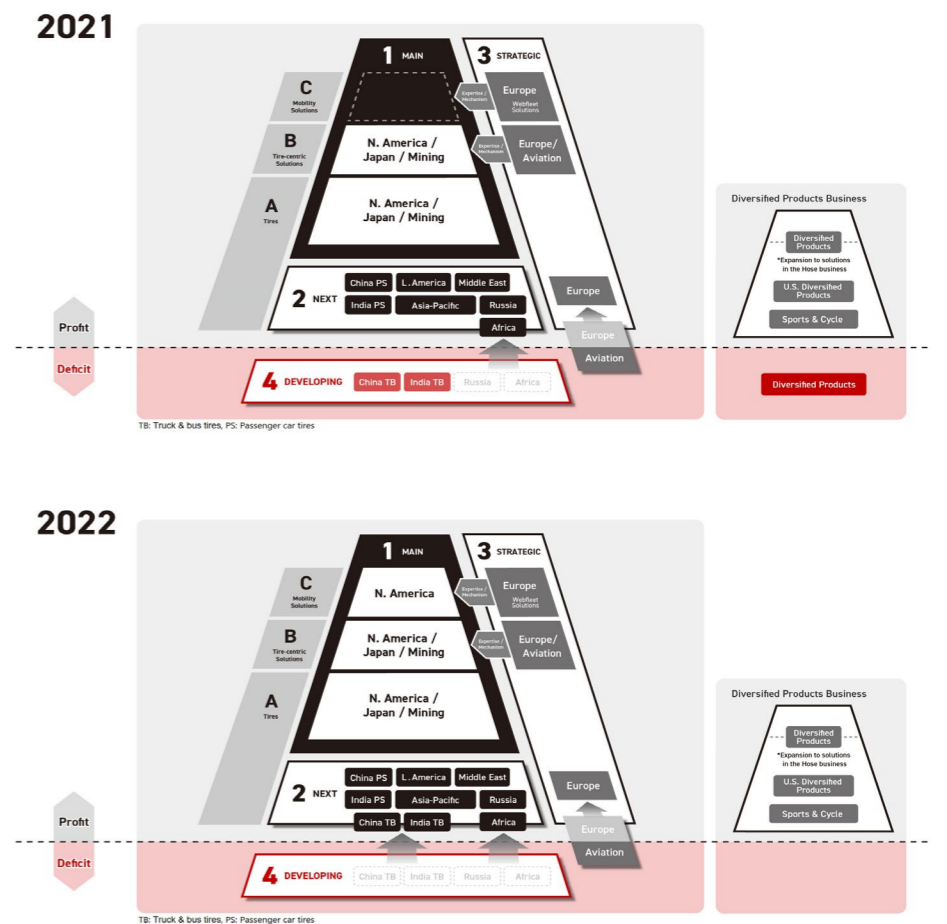 2021
1 MAIN
3 STRATEGIC
C
Mobility
Solutions
Expertise /
Mechanism
Europe
Webfleet
Solutions
B
Tire-centric
Solutions
N. America /
Japan / Mining
Expertise /
Mechanism
Europe/
Aviation
A
Tires
N. America /
Japan / Mining
Diversified Products Business
Diversified
Products
*Expansion to solutions
in the Hose business
U.S. Diversified
Products
Sports & Cycle
2 NEXT
China PS
L. America
Middle East
India PS
Asia-Pacific
Russia
Africa
Europe
Profit
Europe
Deficit
Aviation
4 DEVELOPING
China TB
India TB
Russia
Africa
Diversified Products
TB: Truck & bus tires, PS: Passenger car tires
2022
1 MAIN
3 STRATEGIC
C
Mobility
Solutions
N. America
Expertise /
Mechanism
Europe
Webfleet
Solutions
B
Tire-centric
Solutions
N. America /
Japan / Mining
Expertise /
Mechanism
Europe/
Aviation
A
Tires
N. America /
Japan / Mining
Diversified Products Business
Diversified
Products
*Expansion to solutions
in the Hose business
U.S. Diversified
Products
Sports & Cycle
2 NEXT
China PS
L. America
Middle East
India PS
Asia-Pacific
Russia
China TB
India TB
Africa
Europe
Profit
Europe
Deficit
Aviation
4 DEVELOPING
China TB
India TB
Russia
Africa
TB: Truck & bus tires, PS: Passenger car tires